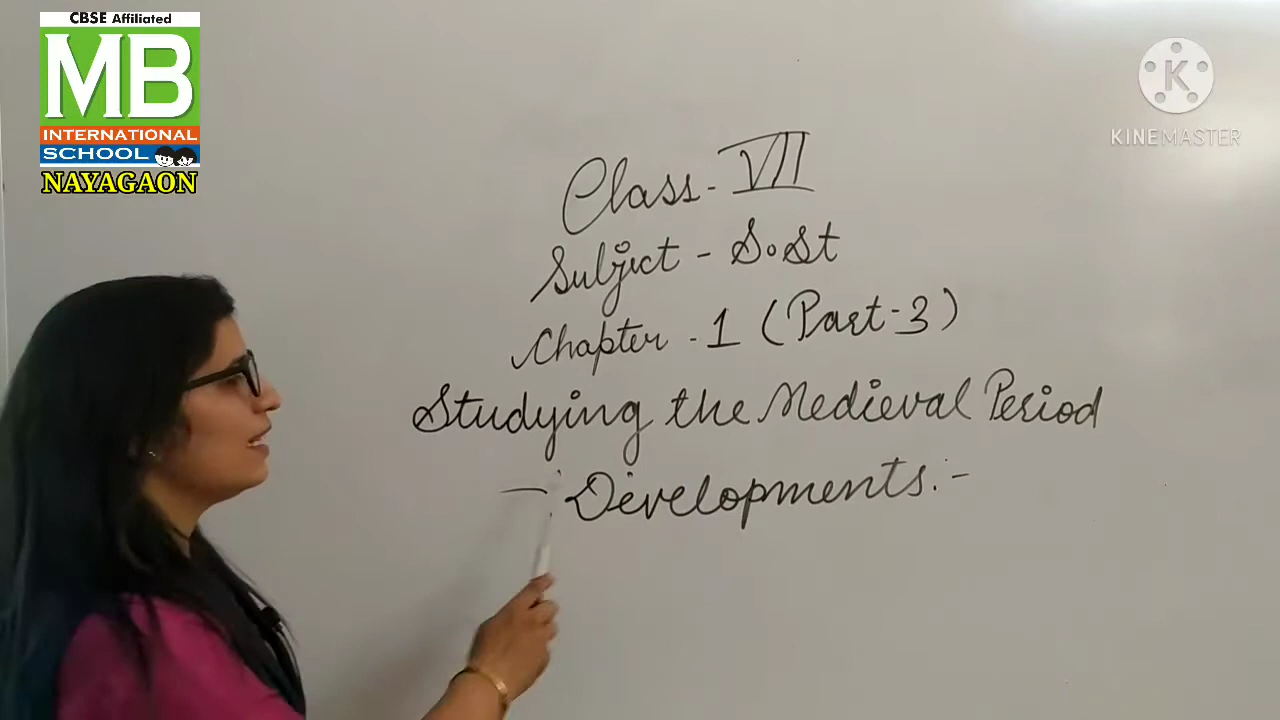 CBSE Affiliated
MB
INTERNATIONAL
SCHOOL
NAYAGAON
K
KINEMASTER
Class - VII
Subject - S.St
Chapter - 1 (Part-3)
Studying the Medieval Period
- Developments:-